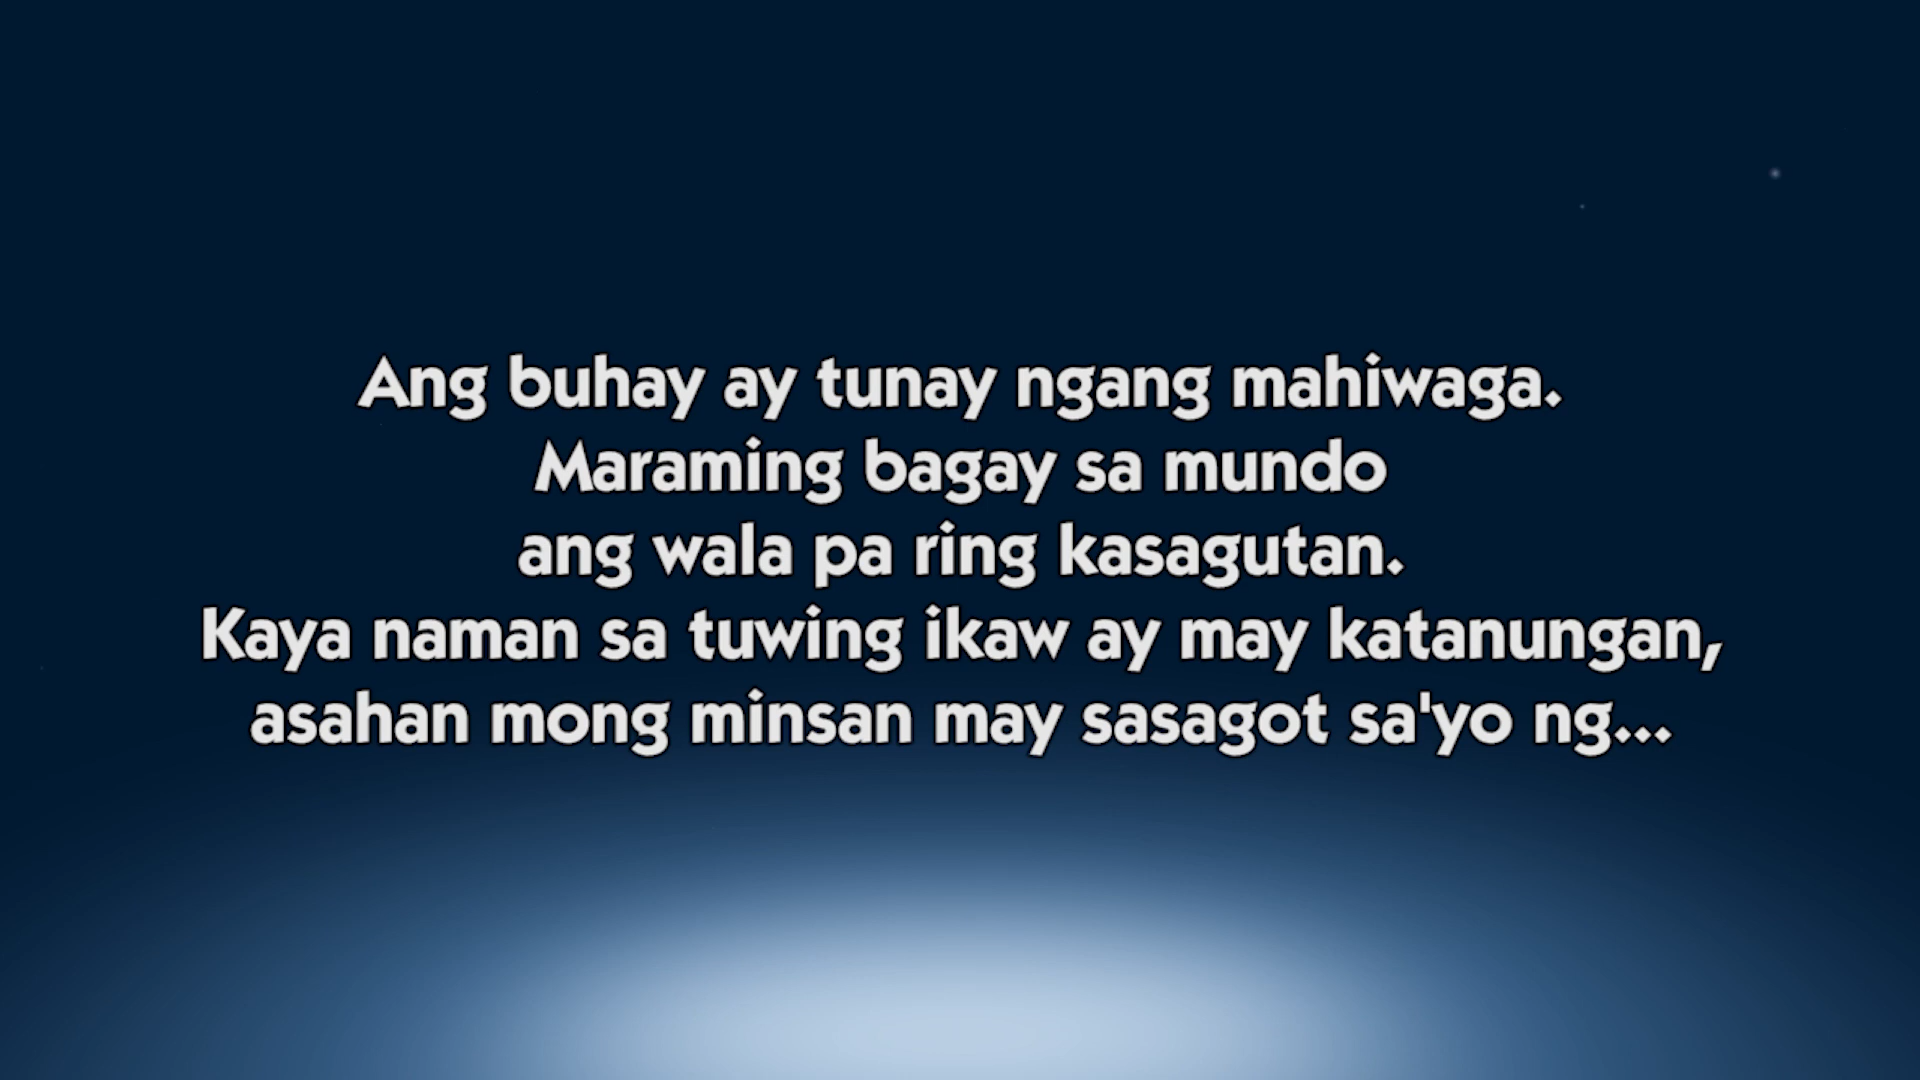 Ang buhay ay tunay ngang mahiwaga.
Maraming bagay sa mundo
ang wala pa ring kasagutan.
Kaya naman sa tuwing ikaw ay may katanungan,
asahan mong minsan may sasagot sa'yo ng...